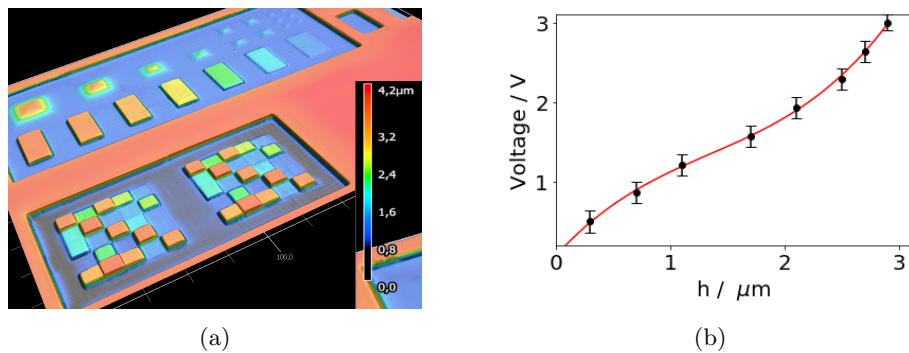 4,2µm
3,2
2,4
1,6
0,8
0,0
100,0
(a)
Voltage / V
3
2
1
0
1
2
3
h / µm
(b)